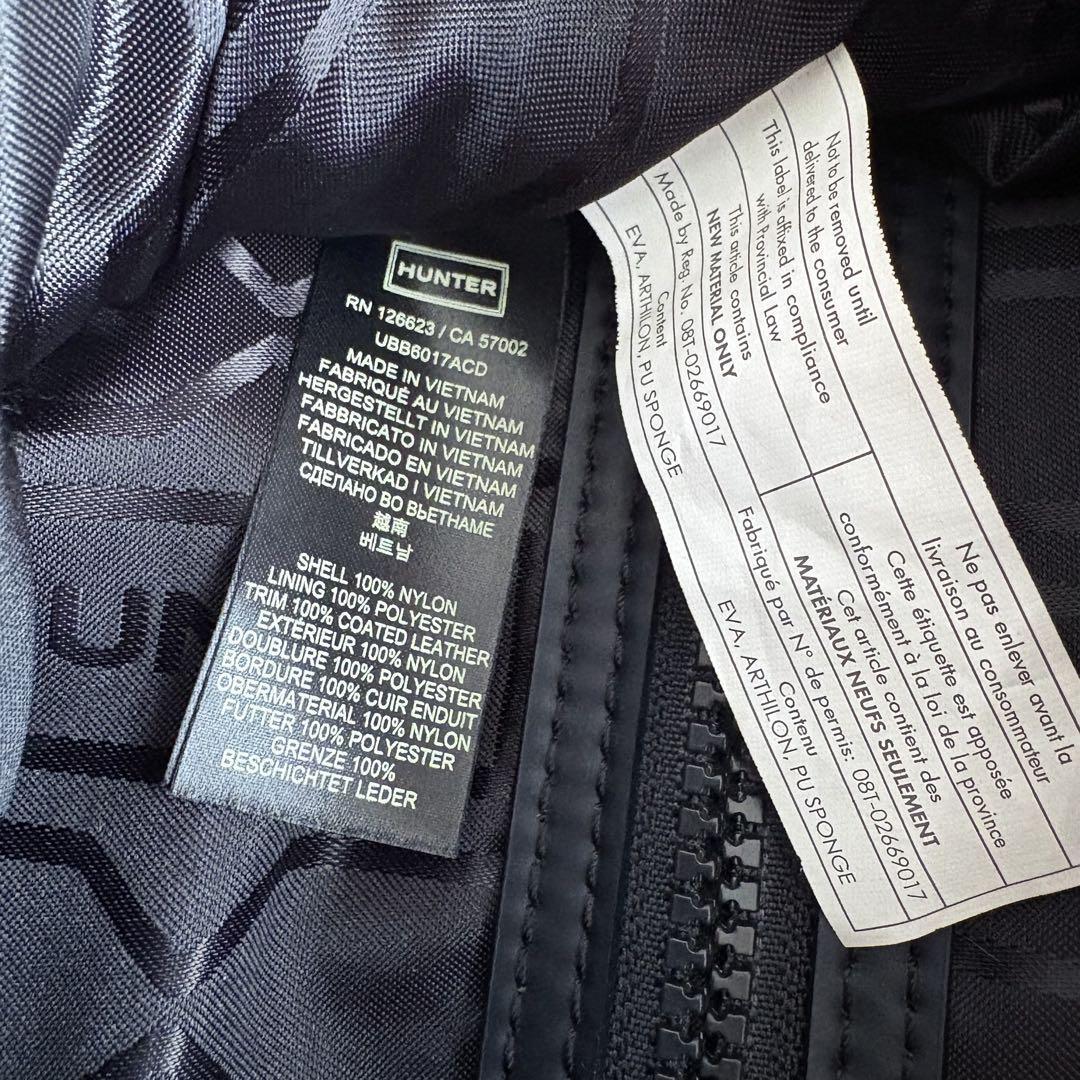 HUNTER
RN 126623 / CA 57002
UBB6017ACD
MADE IN VIETNAM
FABRIQUÉ AU VIETNAM
HERGESTELLT IN VIETNAM
FABBRICATO IN VIETNAM
FABRICADO EN VIETNAM
TILLVERKAD I VIETNAM
СДЕЛАНО ВО ВЬЕТНАМЕ
越南
베트남
SHELL 100% NYLON
LINING 100% POLYESTER
TRIM 100% COATED LEATHER
EXTÉRIEUR 100% NYLON
DOUBLURE 100% POLYESTER
BORDURE 100% CUIR ENDUIT
OBERMATERIAL 100% NYLON
FUTTER 100% POLYESTER
GRENZE 100%
BESCHICHTET LEDER
Not to be removed until
delivered to the consumer
This label is affixed in compliance
with Provincial Law
This article contains
NEW MATERIAL ONLY
Made by Reg. No. 08T-02669017
Content
EVA, ARTHILON, PU SPONGE
Ne pas enlever avant la
livraison au consommateur
Cette étiquette est apposée
conformément à la loi de la province
Cet article contient des
MATÉRIAUX NEUFS SEULEMENT
Fabriqué par N° de permis: 08T-02669017
Contenu
EVA, ARTHILON, PU SPONGE
UN